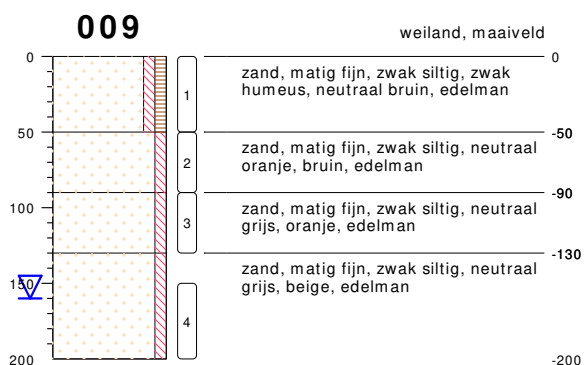 009
weiland, maaiveld
0
0
zand, matig fijn, zwak siltig, zwak
humeus, neutraal bruin, edelman
1
50
-50
zand, matig fijn, zwak siltig, neutraal
oranje, bruin, edelman
2
-90
zand, matig fijn, zwak siltig, neutraal
grijs, oranje, edelman
100
3
-130
zand, matig fijn, zwak siltig, neutraal
grijs, beige, edelman
150
4
200
-200